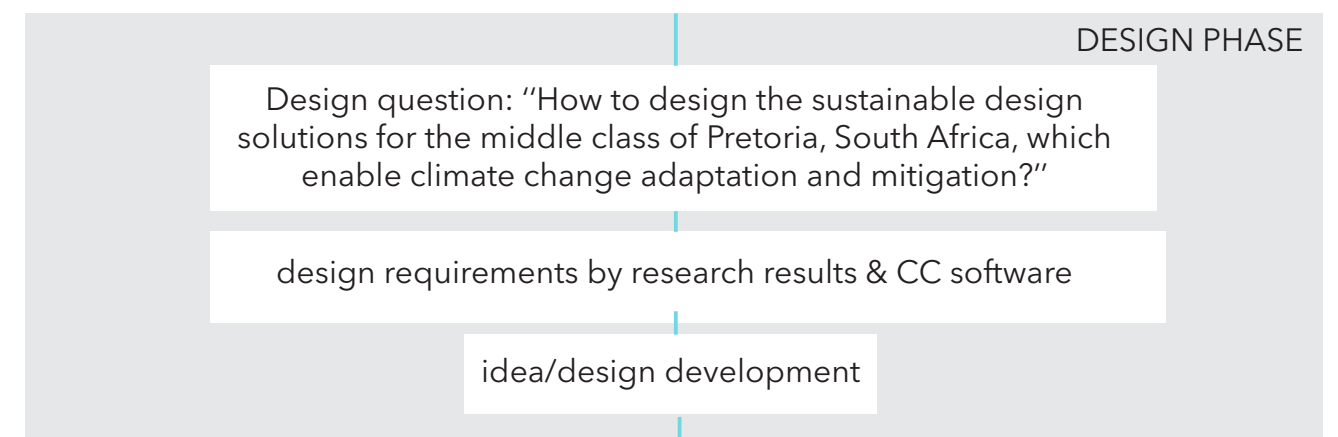 DESIGN PHASE
Design question: ‘’How to design the sustainable design
solutions for the middle class of Pretoria, South Africa, which
enable climate change adaptation and mitigation?’’
design requirements by research results & CC software
idea/design development